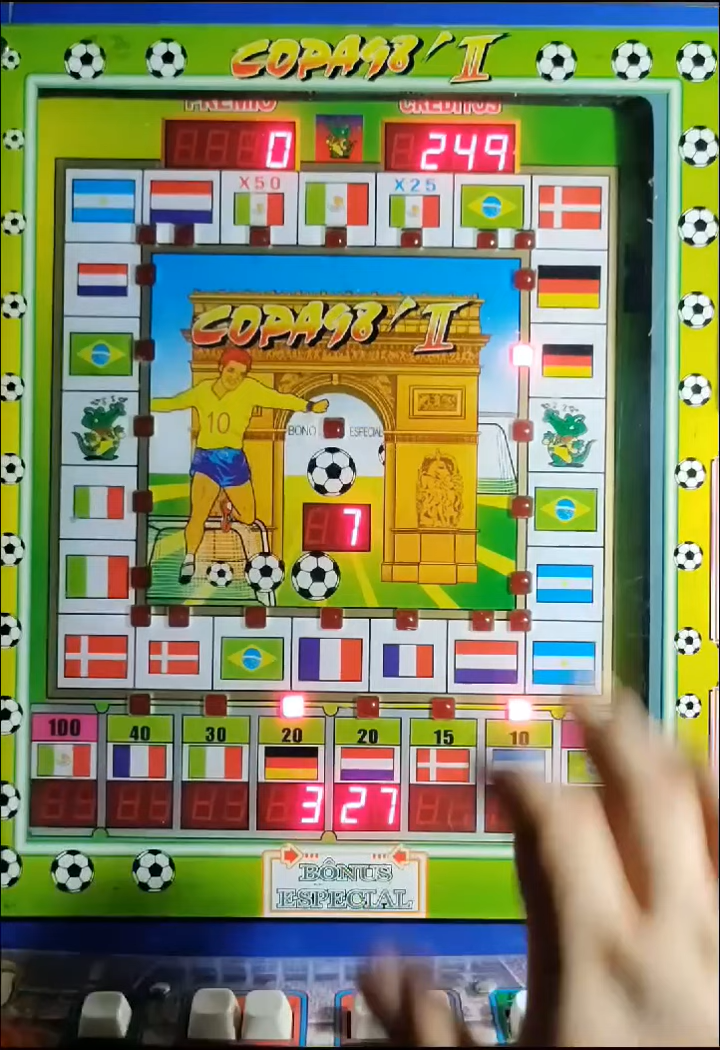 COPA98' II
PREMIO CREDITOS
0 249
X50 X25
COPA98' II
10
BONO ESPECIAL
7
100 40 30 20 20 15 10
3 27
BÔNUS
ESPECIAL